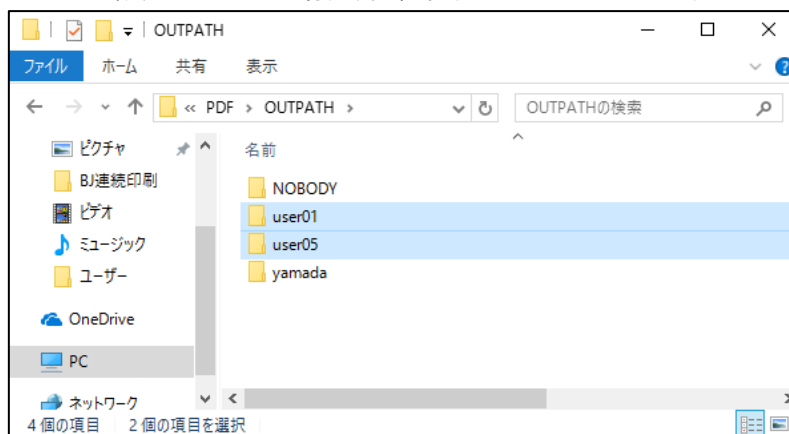 OUTPATH
ファイル ホーム 共有 表示
« PDF > OUTPATH > OUTPATHの検索
名前
ピクチャ
BJ連続印刷
ビデオ
ミュージック
ユーザー
OneDrive
PC
ネットワーク
NOBODY
user01
user05
yamada
4 個の項目 2 個の項目を選択